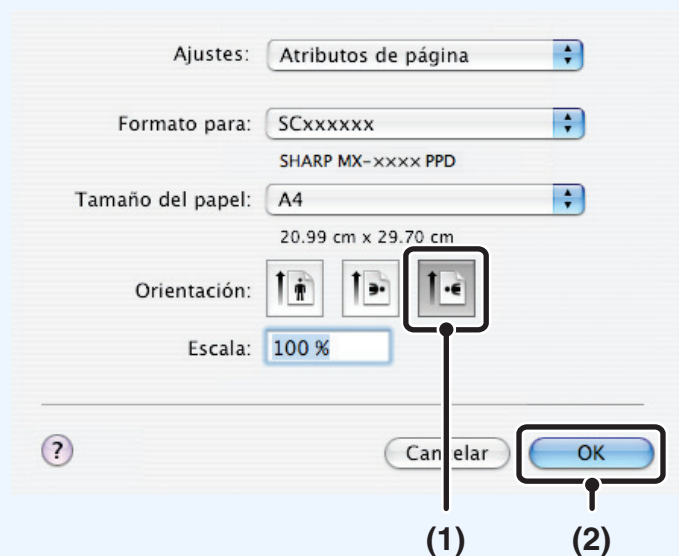 Ajustes: Atributos de página
Formato para: SCxxxxxx
SHARP MX-×××× PPD
Tamaño del papel: A4
20.99 cm x 29.70 cm
Orientación:
Escala: 100 %
? Cancelar OK
(1) (2)